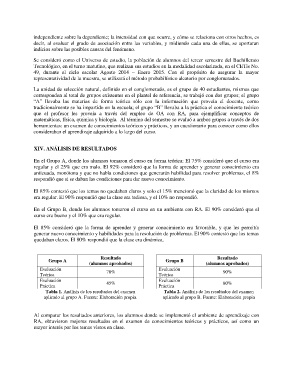 independiente sobre la dependiente; la intensidad con que ocurre, y cómo se relaciona con otros hechos, es
decir, al evaluar el grado de asociación entre las variables, y midiendo cada una de ellas, se aportaran
indicios sobre las posibles causas del fenómeno.
Se consideró como el Universo de estudio, la población de alumnos del tercer semestre del Bachillerato
Tecnológico, en el turno matutino, que realizan sus estudios en la modalidad escolarizada, en el CBTis No.
49, durante el ciclo escolar Agosto 2014 – Enero 2015. Con el propósito de asegurar la mayor
representatividad de la muestra, se utilizará el método probabilístico aleatorio por conglomerados.
La unidad de selección natural, definida en el conglomerado, es el grupo de 40 estudiantes, mismos que
corresponden al total de grupos existentes en el plantel de referencia, se trabajó con dos grupos; el grupo
"A" llevaba las materias de forma teórica sólo con la información que proveía el docente, como
tradicionalmente se ha impartido en la escuela; el grupo "B" llevaba a la práctica el conocimiento teórico
que el profesor les proveía a través del empleo de OA con RA, para simplificar conceptos de
matemáticas, física, química y biología. Al término del semestre se evaluó a ambos grupos a través de dos
herramientas: un examen de conocimientos teóricos y prácticos, y un cuestionario para conocer como ellos
consideraban el aprendizaje adquirido a lo largo del curso.
XIV. ANÁLISIS DE RESULTADOS
En el Grupo A, donde los alumnos tomaron el curso en forma teórica: El 75% consideró que el curso era
regular y el 25% que era malo. El 92% consideró que la forma de aprender y generar conocimiento era
anticuada, monótona y que no había condiciones que generarán habilidad para resolver problemas, el 8%
respondió que sí se daban las condiciones para dar nuevo conocimiento.
El 85% contestó que los temas no quedaban claros y solo el 15% mencionó que la claridad de los mismos
era regular. El 90% respondió que la clase era tediosa, y el 10% no respondió.
En el Grupo B, donde los alumnos tomaron el curso en un ambiente con RA. El 90% consideró que el
curso era bueno y el 10% que era regular.
El 85% consideró que la forma de aprender y generar conocimiento era favorable, y que les permitía
generar nuevo conocimiento y habilidades para la resolución de problemas. El 90% contestó que los temas
quedaban claros. El 80% respondió que la clase era dinámica.
Grupo A Resultado (alumnos aprobados)
Evaluación Teórica 70%
Evaluación Práctica 45%
Tabla 1. Análisis de los resultados del examen
aplicado al grupo A. Fuente: Elaboración propia
Grupo B Resultado (alumnos aprobados)
Evaluación Teórica 90%
Evaluación Práctica 80%
Tabla 2. Análisis de los resultados del examen
aplicado al grupo B. Fuente: Elaboración propia
Al comparar los resultados anteriores, los alumnos donde se implementó el ambiente de aprendizaje con
RA, obtuvieron mejores resultados en el examen de conocimientos teóricos y prácticos, así como un
mayor interés por los temas vistos en clase.